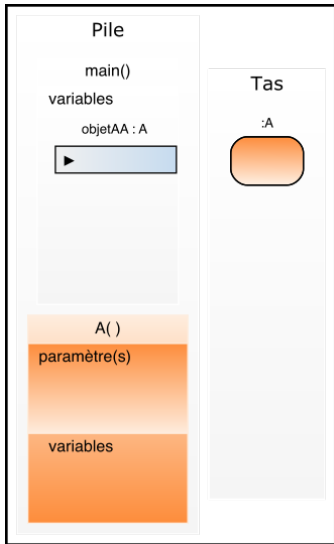 Pile
main()
variables
objetAA : A
A( )
paramètre(s)
variables
Tas
:A